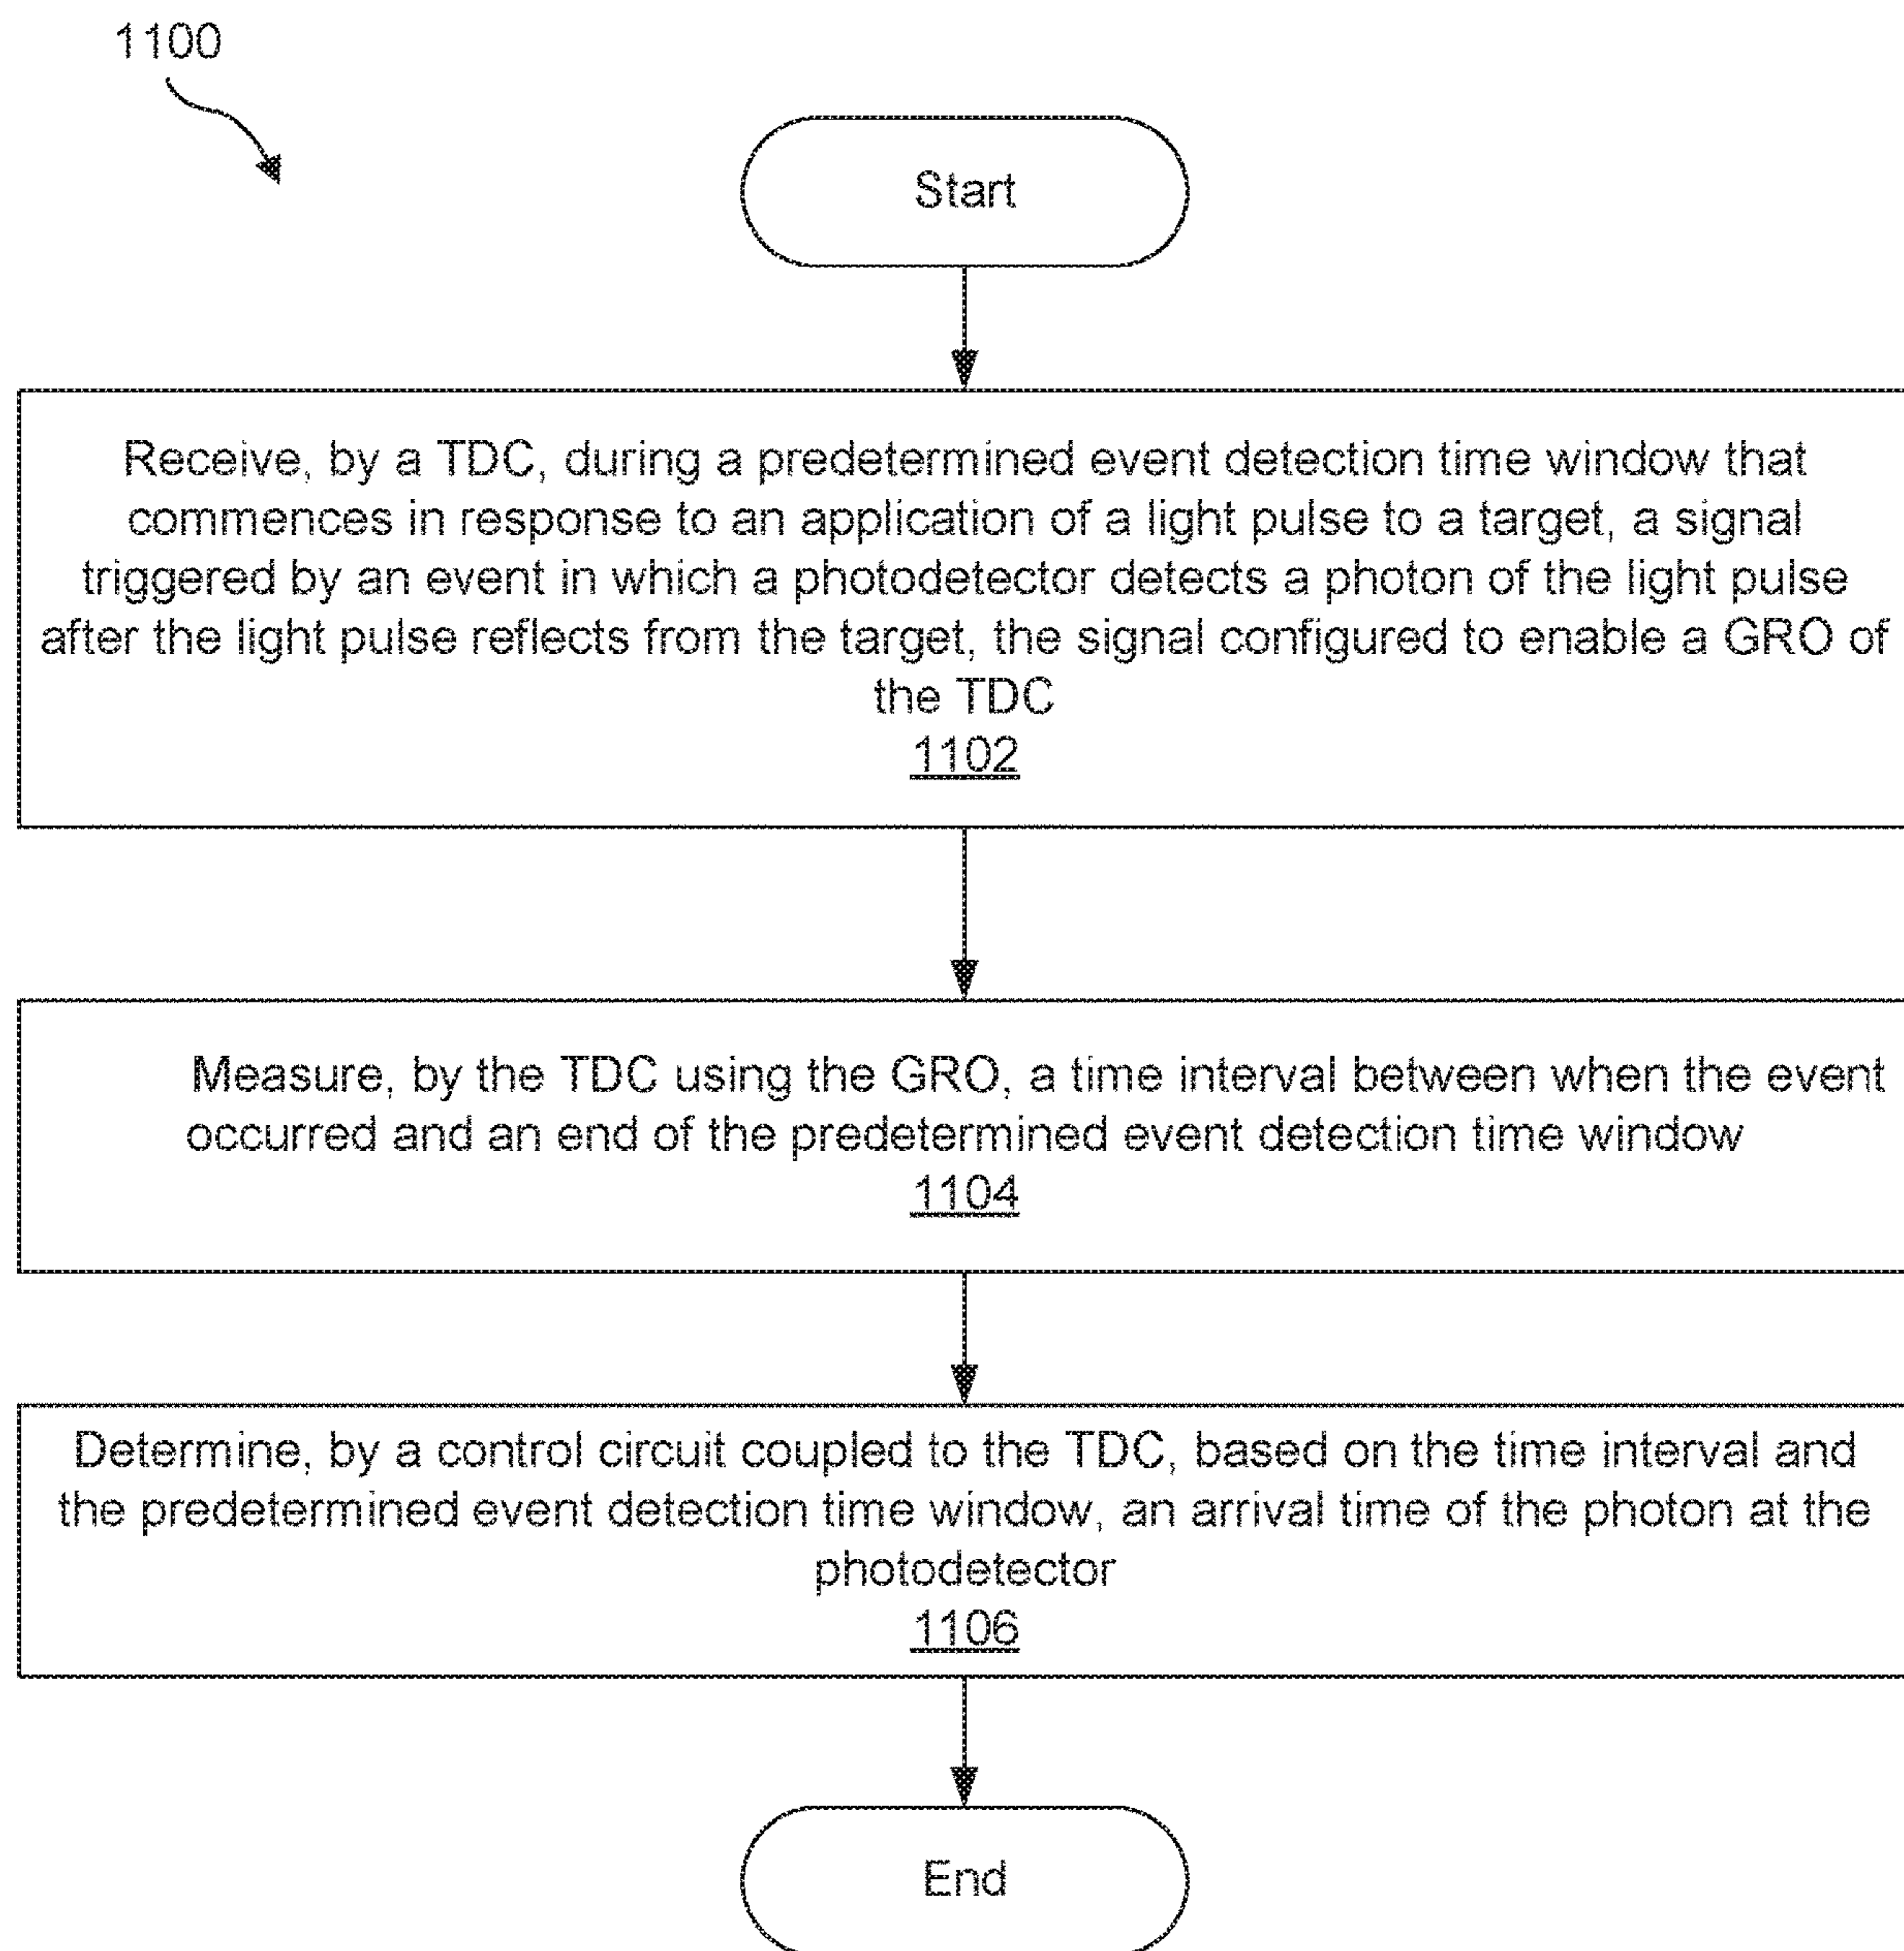 1100
Start
Receive, by a TDC, during a predetermined event detection time window that
commences in response to an application of a light pulse to a target, a signal
triggered by an event in which a photodetector detects a photon of the light pulse
after the light pulse reflects from the target, the signal configured to enable a GRO of
the TDC
1102
Measure, by the TDC using the GRO, a time interval between when the event
occurred and an end of the predetermined event detection time window
1104
Determine, by a control circuit coupled to the TDC, based on the time interval and
the predetermined event detection time window, an arrival time of the photon at the
photodetector
1106
End